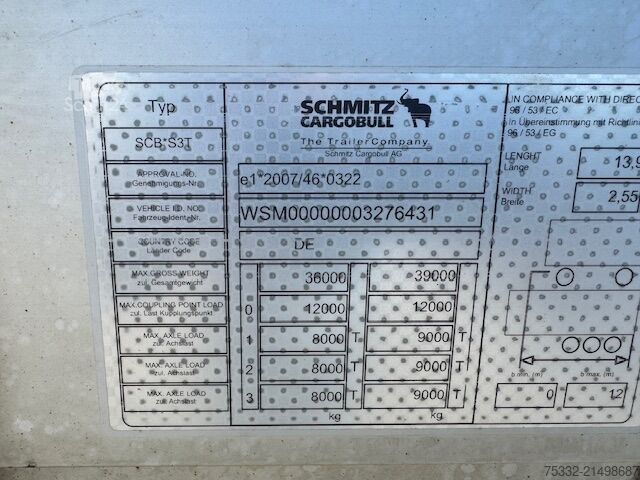 Typ
SCB*S3T
SCHMITZ
CARGOBULL
The Trailer Company
Schmitz Cargobull AG
APPROVAL-NO.
Genehmigungs-Nr.
e1*2007/46*0322
VEHICLE I.D. NO.
Fahrzeug-Ident-Nr.
WSM00000003276431
COUNTRY CODE
Länder Code
DE
MAX.GROSS WEIGHT
zul. Gesamtgewicht
36000 39000
MAX.COUPLING POINT LOAD
zul. Last Kupplungspunkt
0 12000 12000
MAX. AXLE LOAD
zul. Achslast
1 8000 T 9000 T
MAX. AXLE LOAD
zul. Achslast
2 8000 T 9000 T
MAX. AXLE LOAD
zul. Achslast
3 8000 T 9000 T
kg kg
IN COMPLIANCE WITH DIREC
96 / 53 / EC
In Übereinstimmung mit Richtlini
96 / 53 / EG
LENGHT
Länge
13,9
WIDTH
Breite
2,55
b min. (m) b max. (m)
0 12
75332-21498687